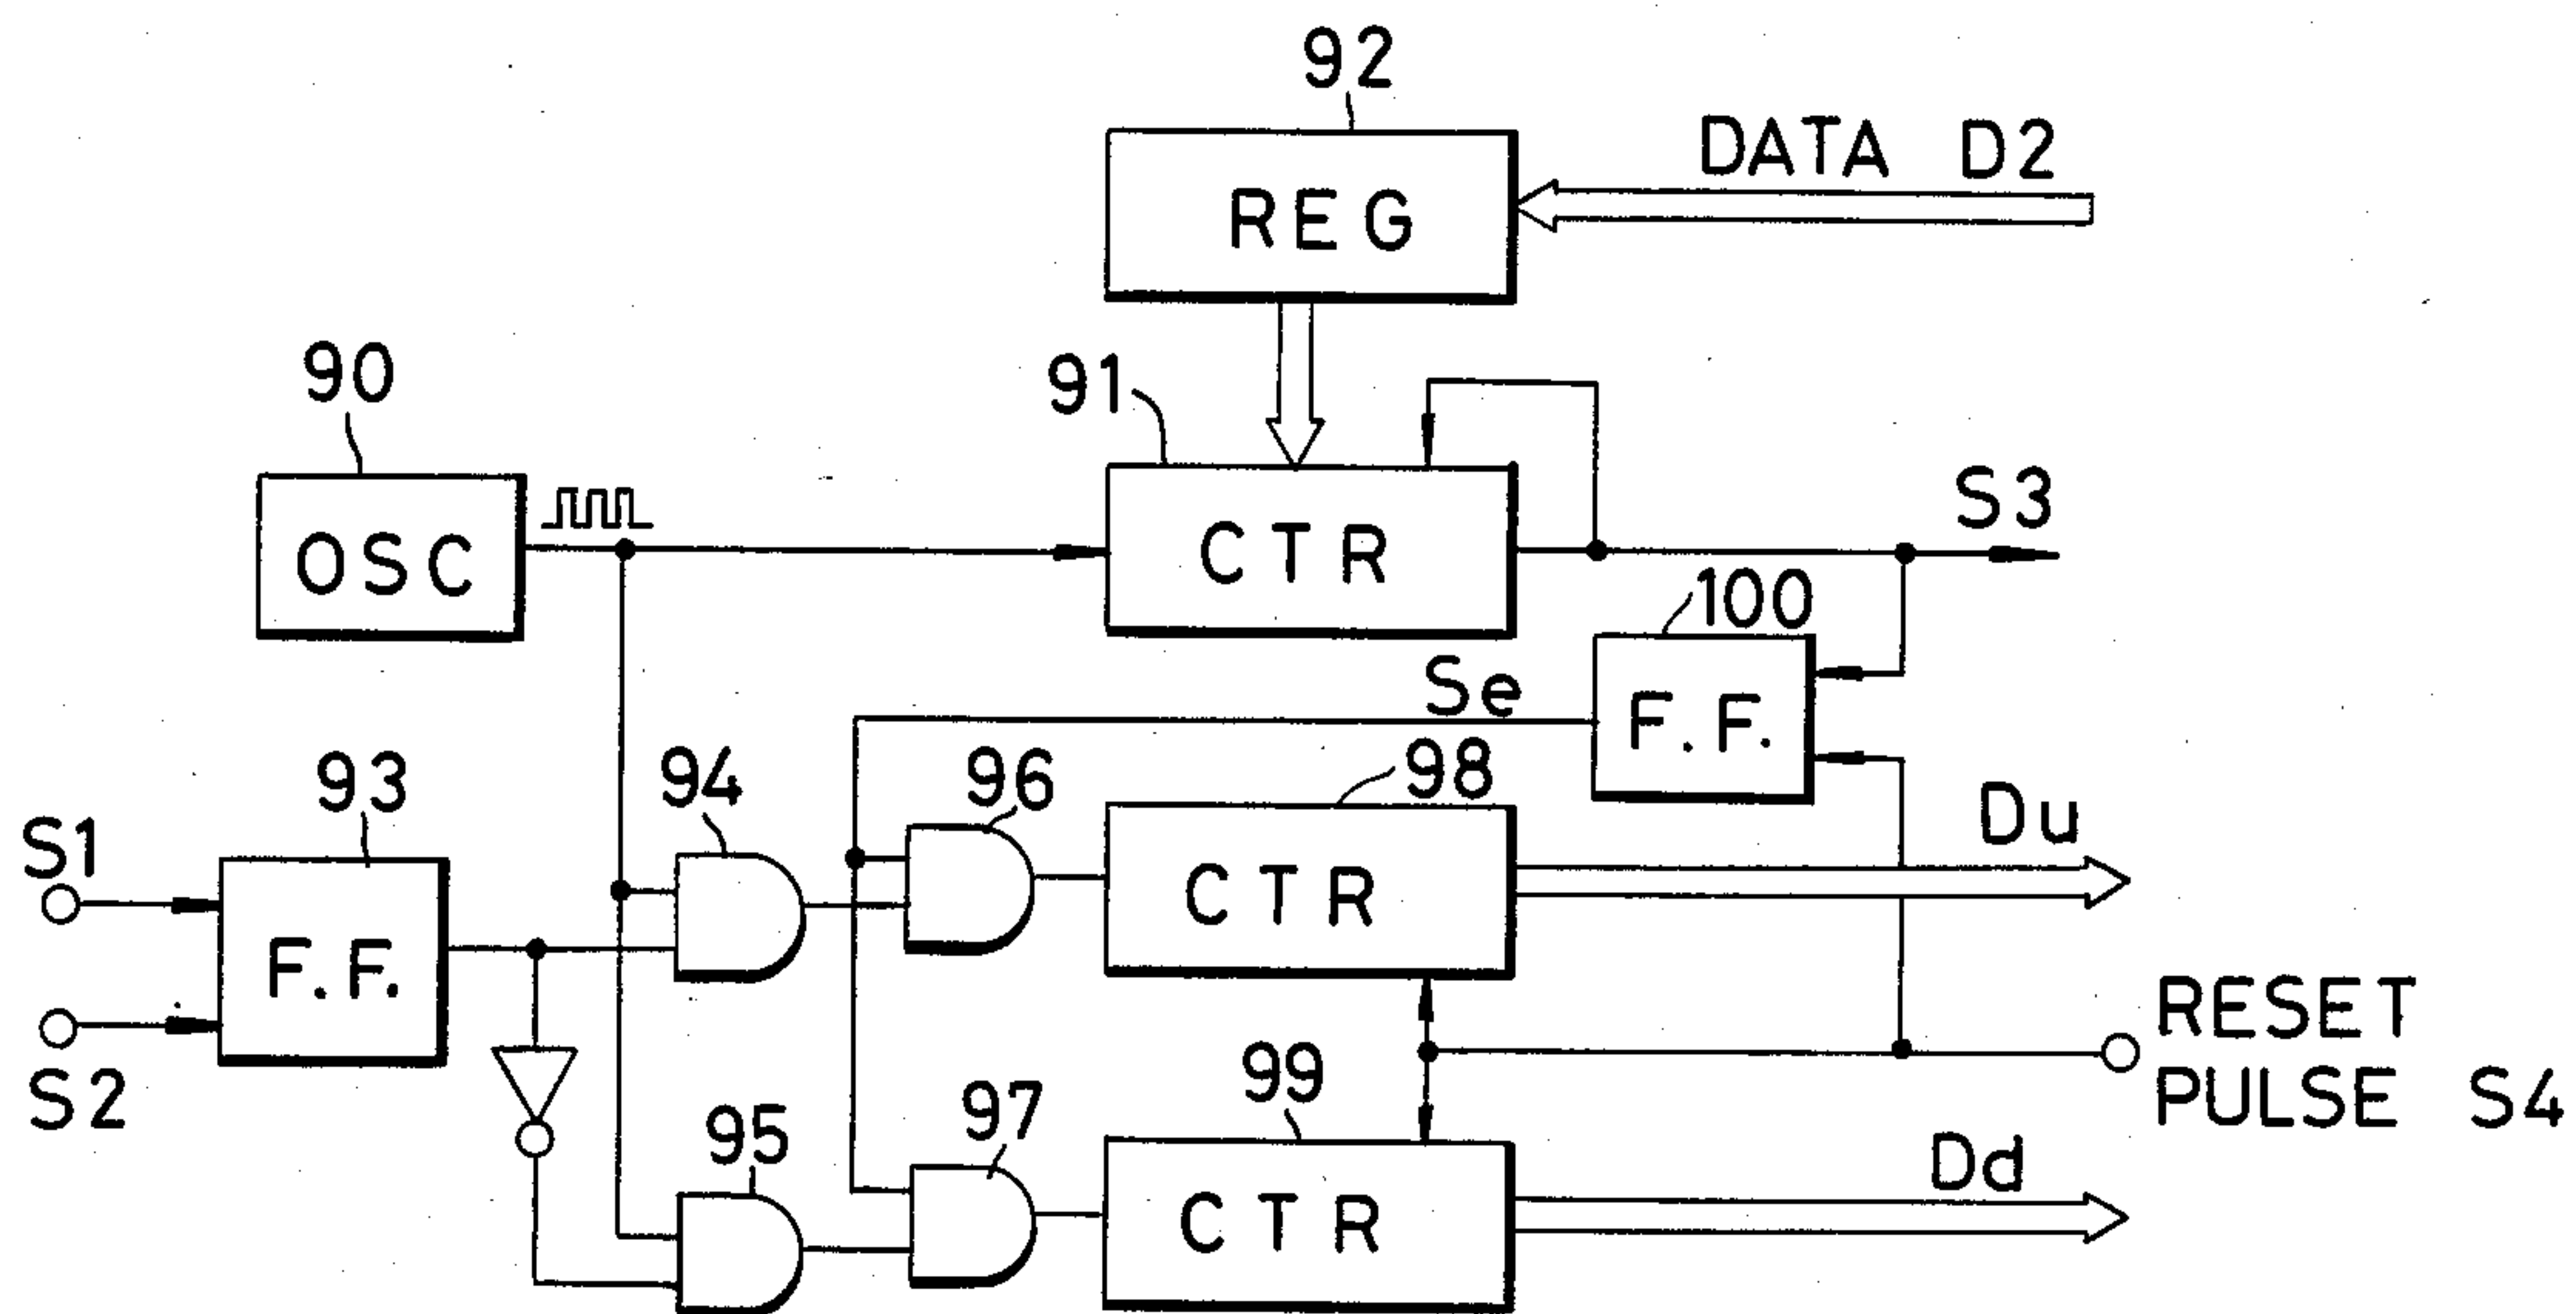 92
DATA D2
REG
90
91
OSC
CTR
S3
100
Se
F.F.
93
94
96
98
Du
S1
F.F.
CTR
S2
RESET
PULSE S4
95
97
99
Dd
CTR